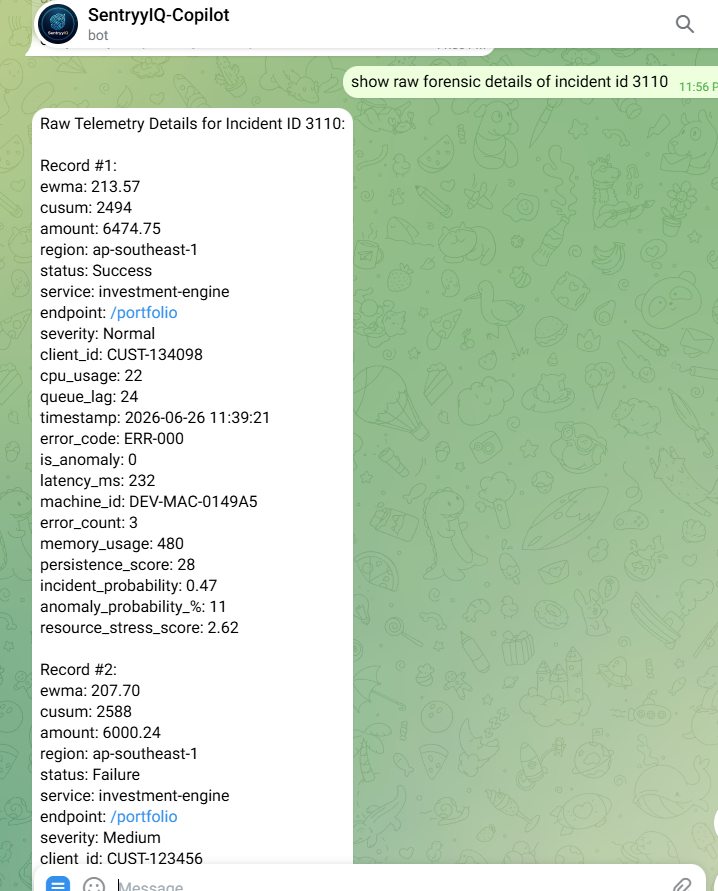 SentryyIQ-Copilot
bot
show raw forensic details of incident id 3110
11:56 P
Raw Telemetry Details for Incident ID 3110:
Record #1:
ewma: 213.57
cusum: 2494
amount: 6474.75
region: ap-southeast-1
status: Success
service: investment-engine
endpoint: /portfolio
severity: Normal
client_id: CUST-134098
cpu_usage: 22
queue_lag: 24
timestamp: 2026-06-26 11:39:21
error_code: ERR-000
is_anomaly: 0
latency_ms: 232
machine_id: DEV-MAC-0149A5
error_count: 3
memory_usage: 480
persistence_score: 28
incident_probability: 0.47
anomaly_probability_%: 11
resource_stress_score: 2.62
Record #2:
ewma: 207.70
cusum: 2588
amount: 6000.24
region: ap-southeast-1
status: Failure
service: investment-engine
endpoint: /portfolio
severity: Medium
client_id: CUST-123456
Message